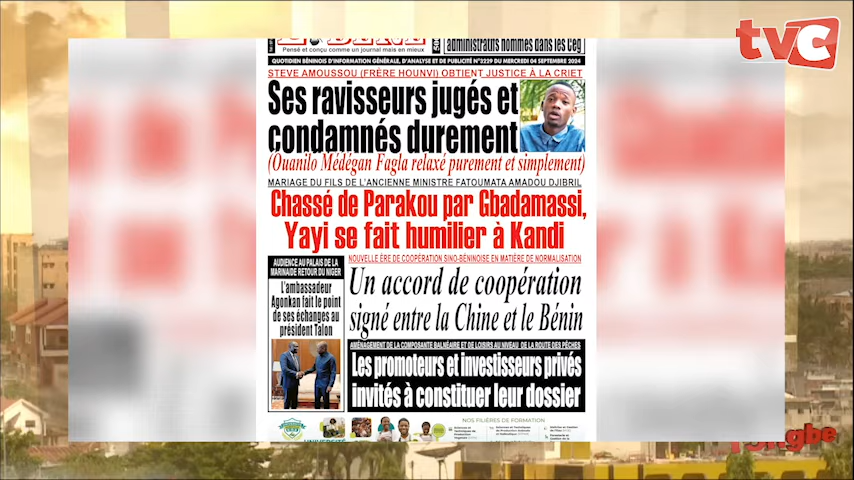 tvc
Pensé et conçu comme un journal mais en mieux
administratifs nommés dans les Ceg
QUOTIDIEN BÉNINOIS D'INFORMATION GÉNÉRALE, D'ANALYSE ET DE PUBLICITÉ N°3229 DU MERCREDI 04 SEPTEMBRE 2024
STEVE AMOUSSOU (FRÈRE HOUNVI) OBTIENT JUSTICE À LA CRIET
Ses ravisseurs jugés et
condamnés durement
(Ouanilo Médégan Fagla relaxé purement et simplement)
MARIAGE DU FILS DE L'ANCIENNE MINISTRE FATOUMATA AMADOU DJIBRIL
Chassé de Parakou par Gbadamassi,
Yayi se fait humilier à Kandi
AUDIENCE AU PALAIS DE LA
MARINA DE RETOUR DU NIGER
L'ambassadeur
Agonkan fait le point
de ses échanges au
président Talon
NOUVELLE ÈRE DE COOPÉRATION SINO-BÉNINOISE EN MATIÈRE DE NORMALISATION
Un accord de coopération
signé entre la Chine et le Bénin
AMÉNAGEMENT DE LA COMPOSANTE BALNÉAIRE ET DE LOISIRS AU NIVEAU DE LA ROUTE DES PÊCHES
Les promoteurs et investisseurs privés
invités à constituer leur dossier
NOS FILIÈRES DE FORMATION
UNIVERSITÉ